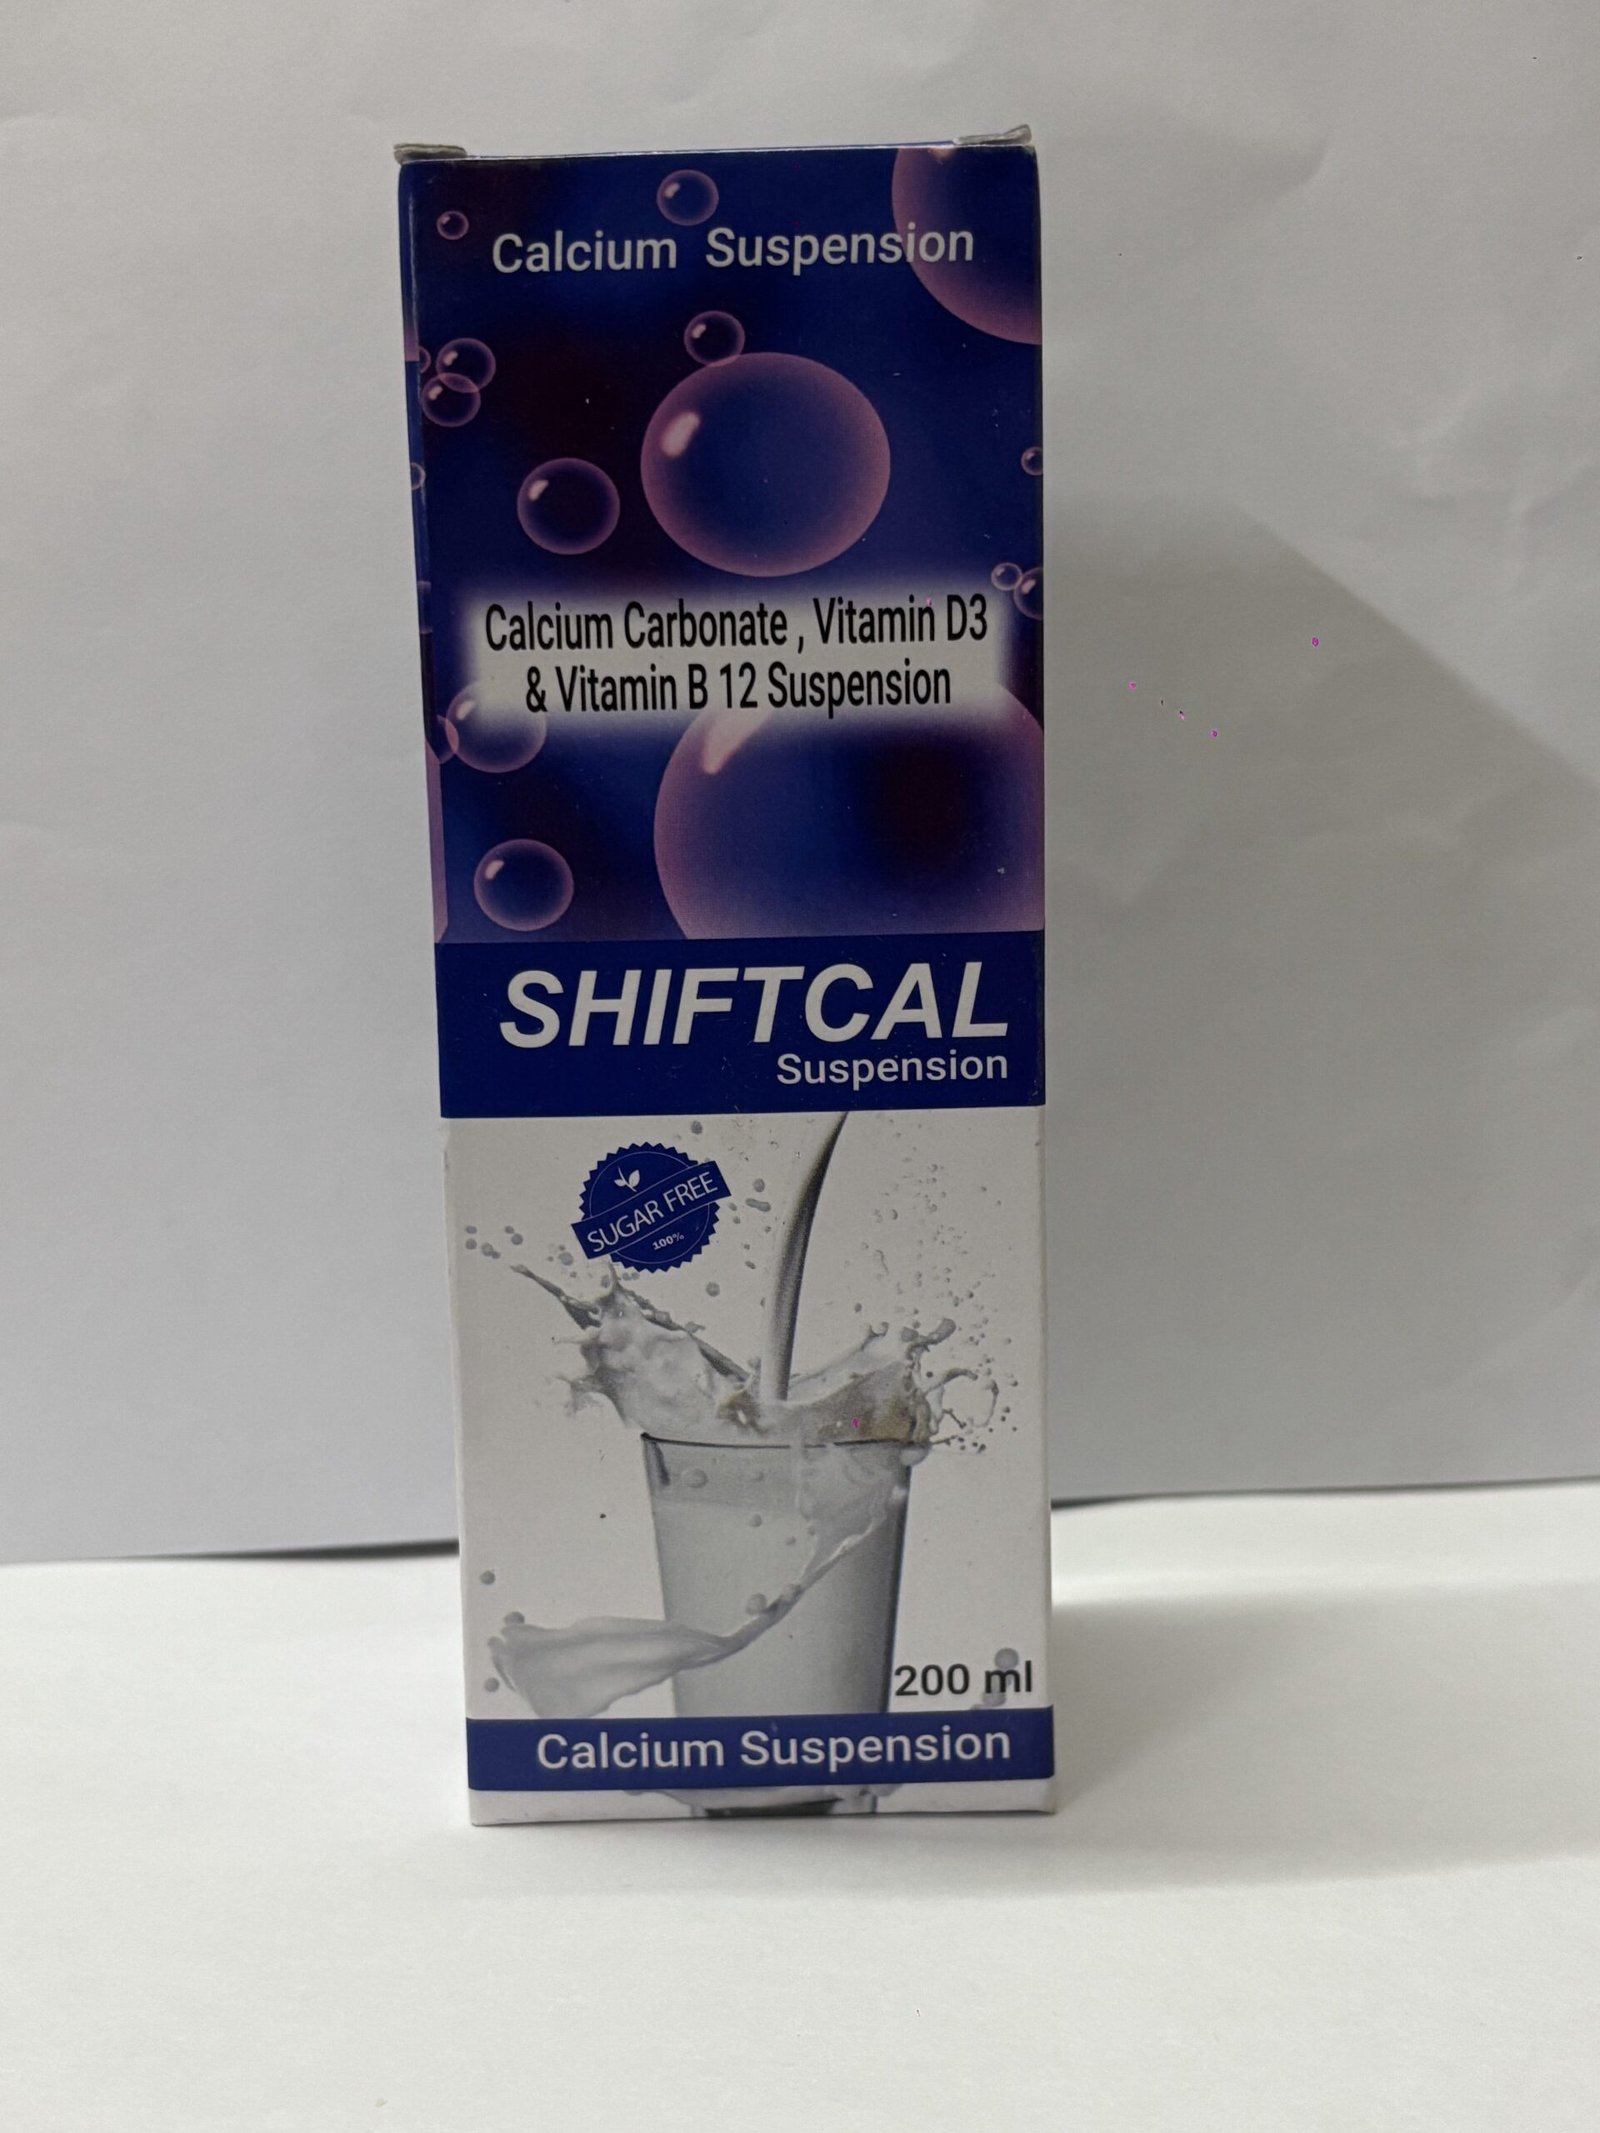 Calcium Suspension
Calcium Carbonate , Vitamin D3
& Vitamin B 12 Suspension
SHIFTCAL
Suspension
SUGAR FREE
100%
200 ml
Calcium Suspension